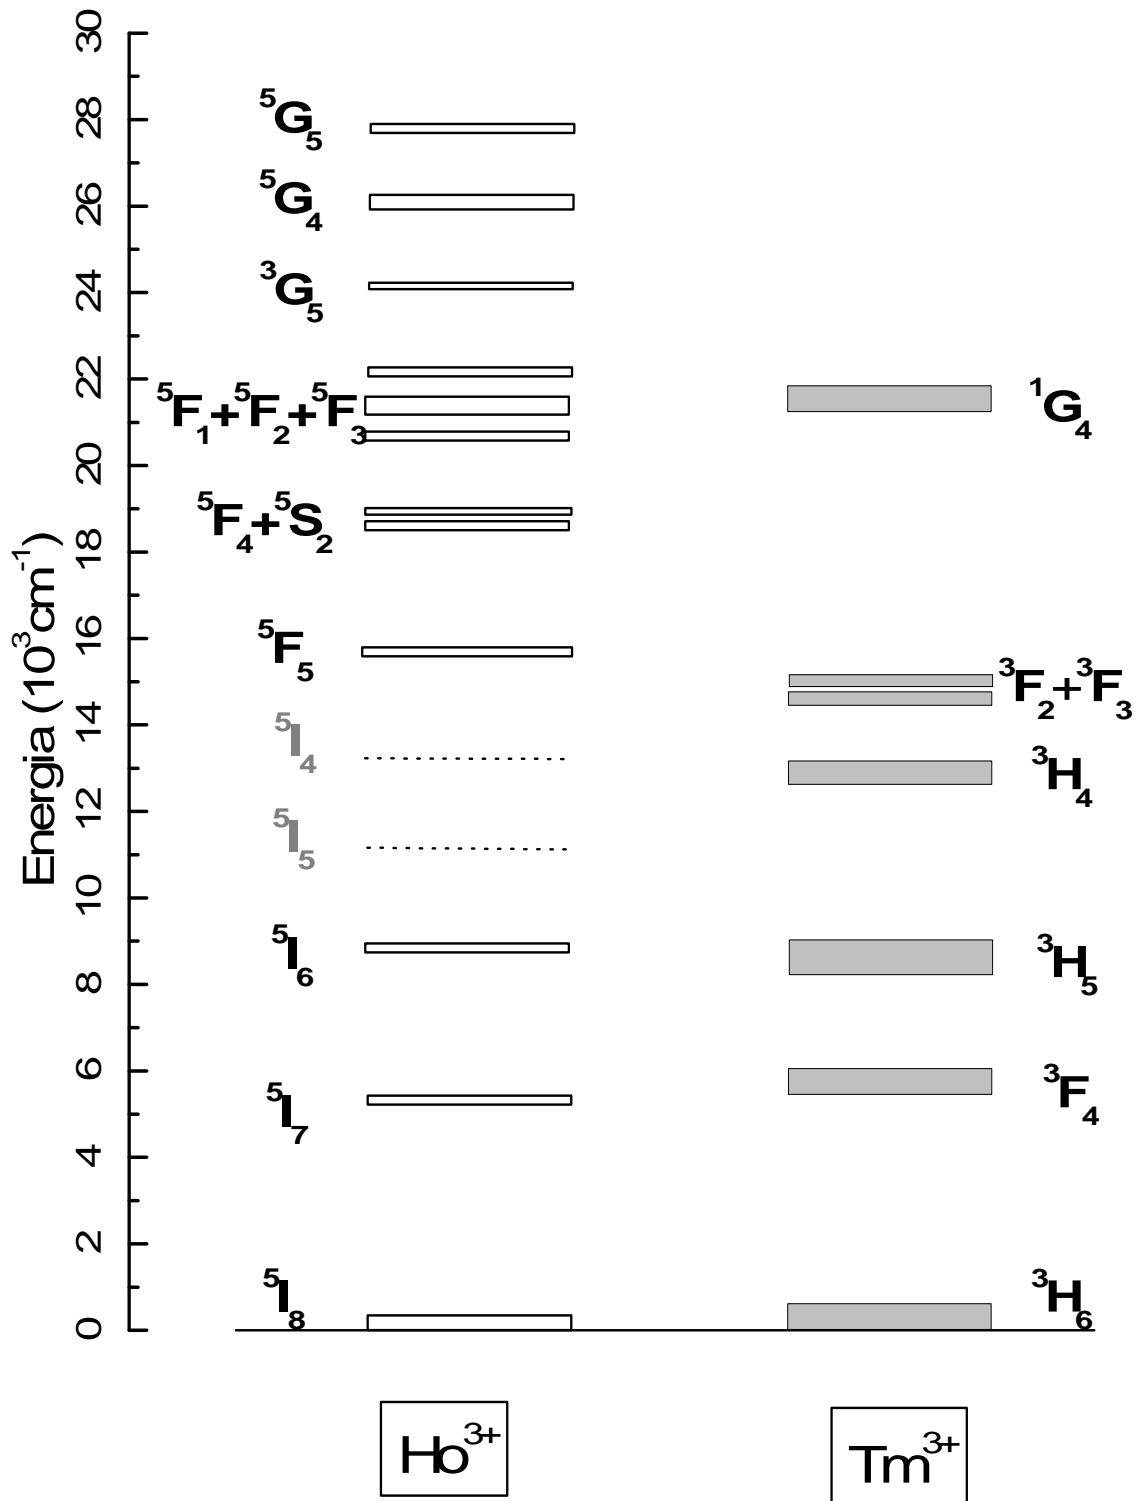 Energia (10³cm⁻¹)
30
28
26
24
22
20
18
16
14
12
10
8
6
4
2
0
⁵G₅
⁵G₄
³G₅
⁵F₁+⁵F₂+⁵F₃
⁵F₄+⁵S₂
⁵F₅
⁵I₄
⁵I₅
⁵I₆
⁵I₇
⁵I₈
¹G₄
³F₂+³F₃
³H₄
³H₅
³F₄
³H₆
Ho³⁺
Tm³⁺